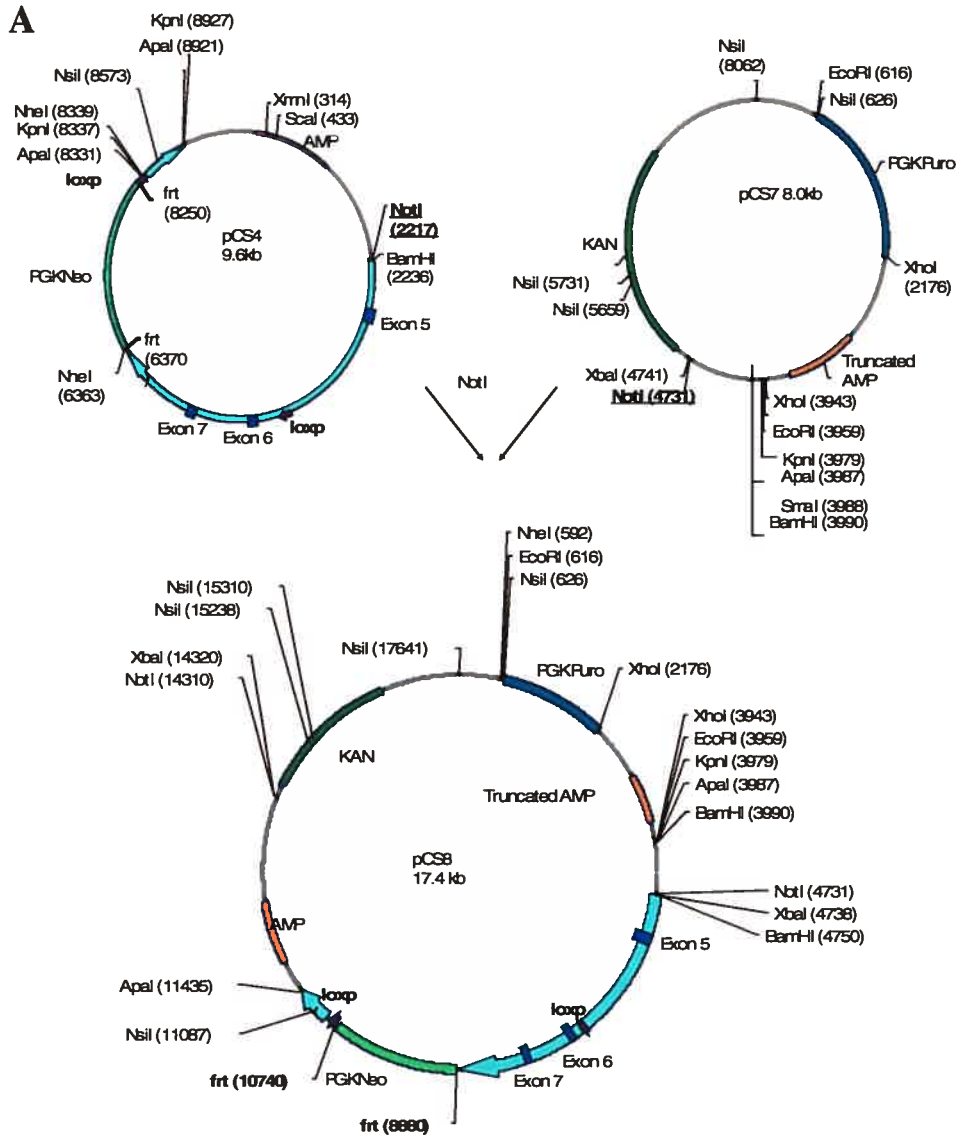 A
KpnI (8927)
ApaI (8921)
NsiI (8573)
NheI (8339)
KpnI (8337)
ApaI (8331)
loxp
frt
(8250)
XmnI (314)
ScaI (433)
AMP
NotI
(2217)
BamHI
(2236)
pCS4
9.6kb
PGKNeo
Exon 5
frt
(6370
NheI
(6363)
Exon 7
Exon 6
loxp
NotI
NsiI
(8062)
EcoRI (616)
NsiI (626)
PGKPuro
pCS7 8.0kb
KAN
XhoI
(2176)
NsiI (5731)
NsiI (5659)
XbaI (4741)
NotI (4731)
Truncated
AMP
XhoI (3943)
EcoRI (3959)
KpnI (3979)
ApaI (3987)
SmaI (3988)
BamHI (3990)
NheI (592)
EcoRI (616)
NsiI (626)
NsiI (15310)
NsiI (15238)
NsiI (17641)
XbaI (14320)
NotI (14310)
PGKPuro
XhoI (2176)
KAN
XhoI (3943)
EcoRI (3959)
KpnI (3979)
ApaI (3987)
BamHI (3990)
Truncated AMP
pCS8
17.4 kb
NotI (4731)
XbaI (4738)
BamHI (4750)
AMP
Exon 5
ApaI (11435)
loxp
NsiI (11087)
loxp
Exon 6
Exon 7
frt (10740)
PGKNeo
frt (8880)